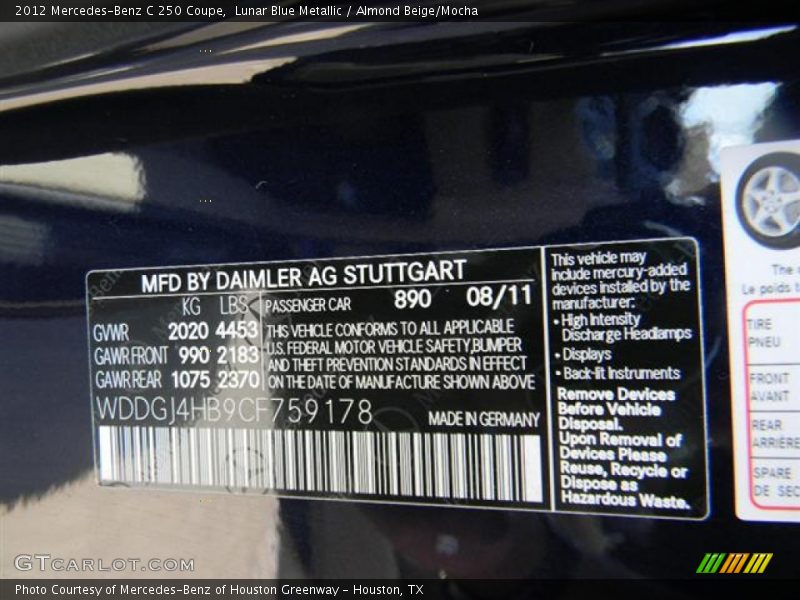 2012 Mercedes-Benz C 250 Coupe,  Lunar Blue Metallic / Almond Beige/Mocha
MFD BY DAIMLER AG STUTTGART
KG LBS PASSENGER CAR 890 08/11
GVWR 2020 4453 THIS VEHICLE CONFORMS TO ALL APPLICABLE
GAWR FRONT 990 2183 U.S. FEDERAL MOTOR VEHICLE SAFETY,BUMPER
AND THEFT PREVENTION STANDARDS IN EFFECT
GAWR REAR 1075 2370 ON THE DATE OF MANUFACTURE SHOWN ABOVE
WDDGJ4HB9CF759178 MADE IN GERMANY
This vehicle may
include mercury-added
devices installed by the
manufacturer:
• High Intensity
Discharge Headlamps
• Displays
• Back-lit Instruments
Remove Devices
Before Vehicle
Disposal.
Upon Removal of
Devices Please
Reuse, Recycle or
Dispose as
Hazardous Waste.
The
Le poids
TIRE
PNEU
FRONT
AVANT
REAR
ARRIÈRE
SPARE
DE SEC
GTCARLOT.COM
Photo Courtesy of Mercedes-Benz of Houston Greenway - Houston, TX